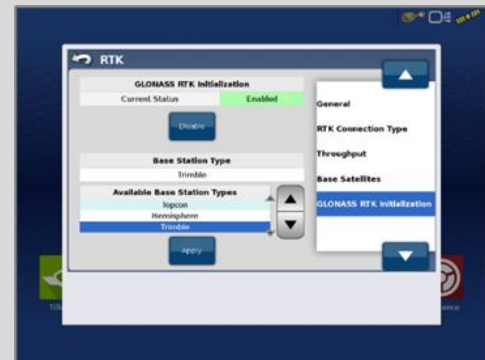 RTK
GLONASS RTK Initialization
Current Status Enabled
Disable
Base Station Type
Trimble
Available Base Station Types
Topcon
Hemisphere
Trimble
Apply
General
RTK Connection Type
Throughput
Base Satellites
GLONASS RTK Initialization